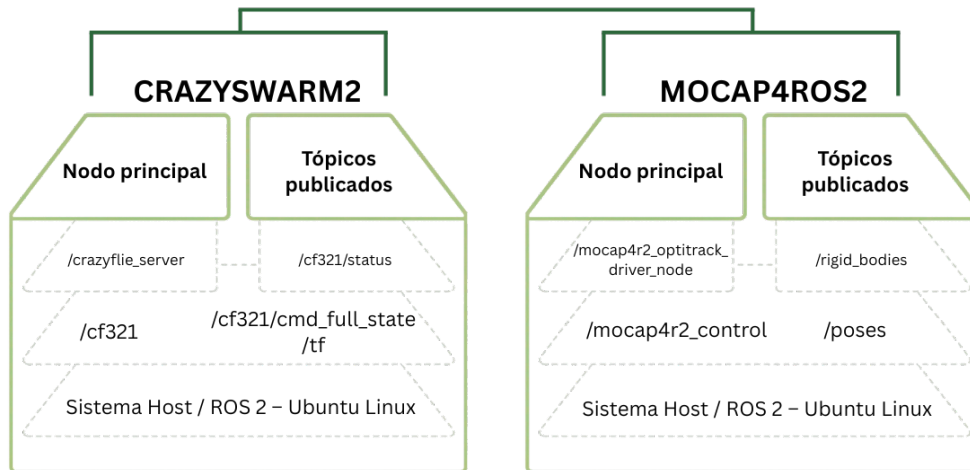 CRAZYSWARM2
Nodo principal
Tópicos
publicados
/crazyflie_server
/cf321/status
/cf321
/cf321/cmd_full_state
/tf
Sistema Host / ROS 2 – Ubuntu Linux
MOCAP4ROS2
Nodo principal
Tópicos
publicados
/mocap4r2_optitrack_
driver_node
/rigid_bodies
/mocap4r2_control
/poses
Sistema Host / ROS 2 – Ubuntu Linux